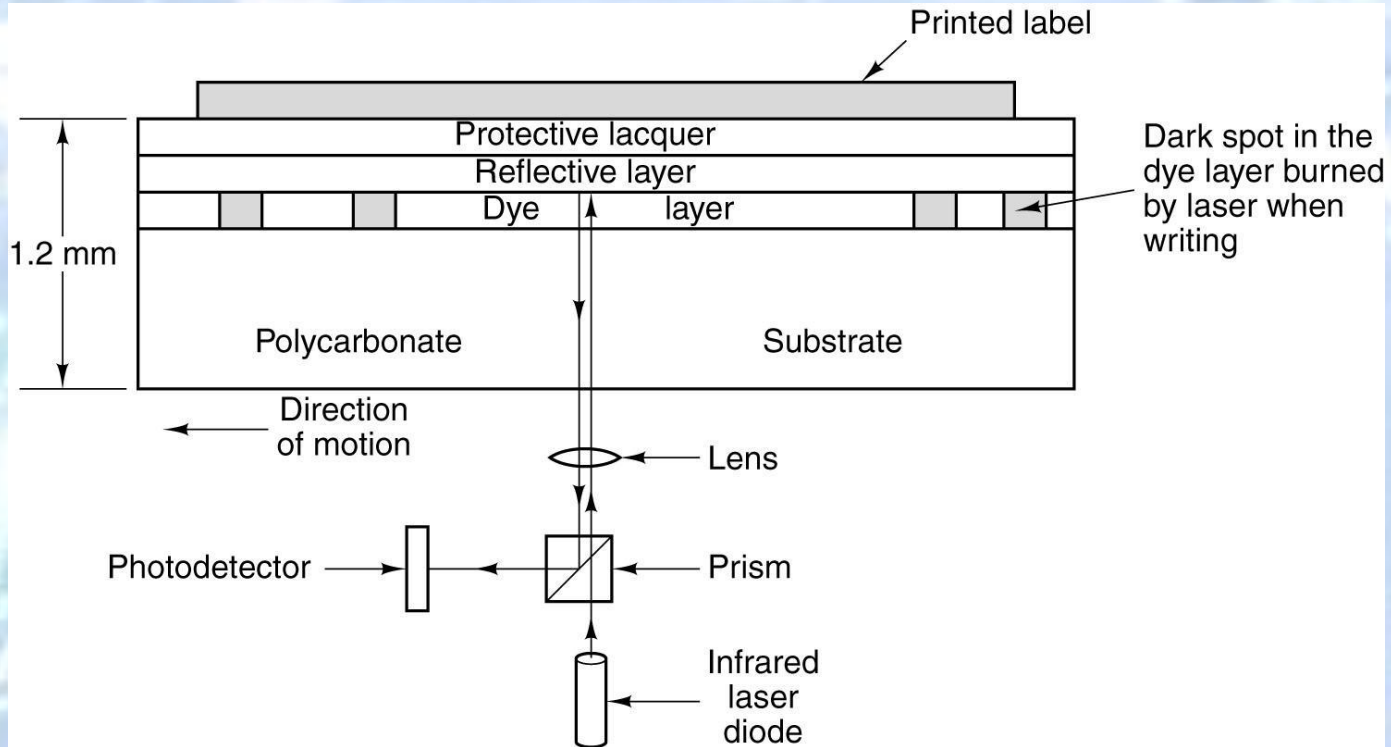 Printed label
Protective lacquer
Reflective layer
Dye layer
Dark spot in the
dye layer burned
by laser when
writing
1.2 mm
Polycarbonate
Substrate
Direction
of motion
Lens
Photodetector
Prism
Infrared
laser
diode